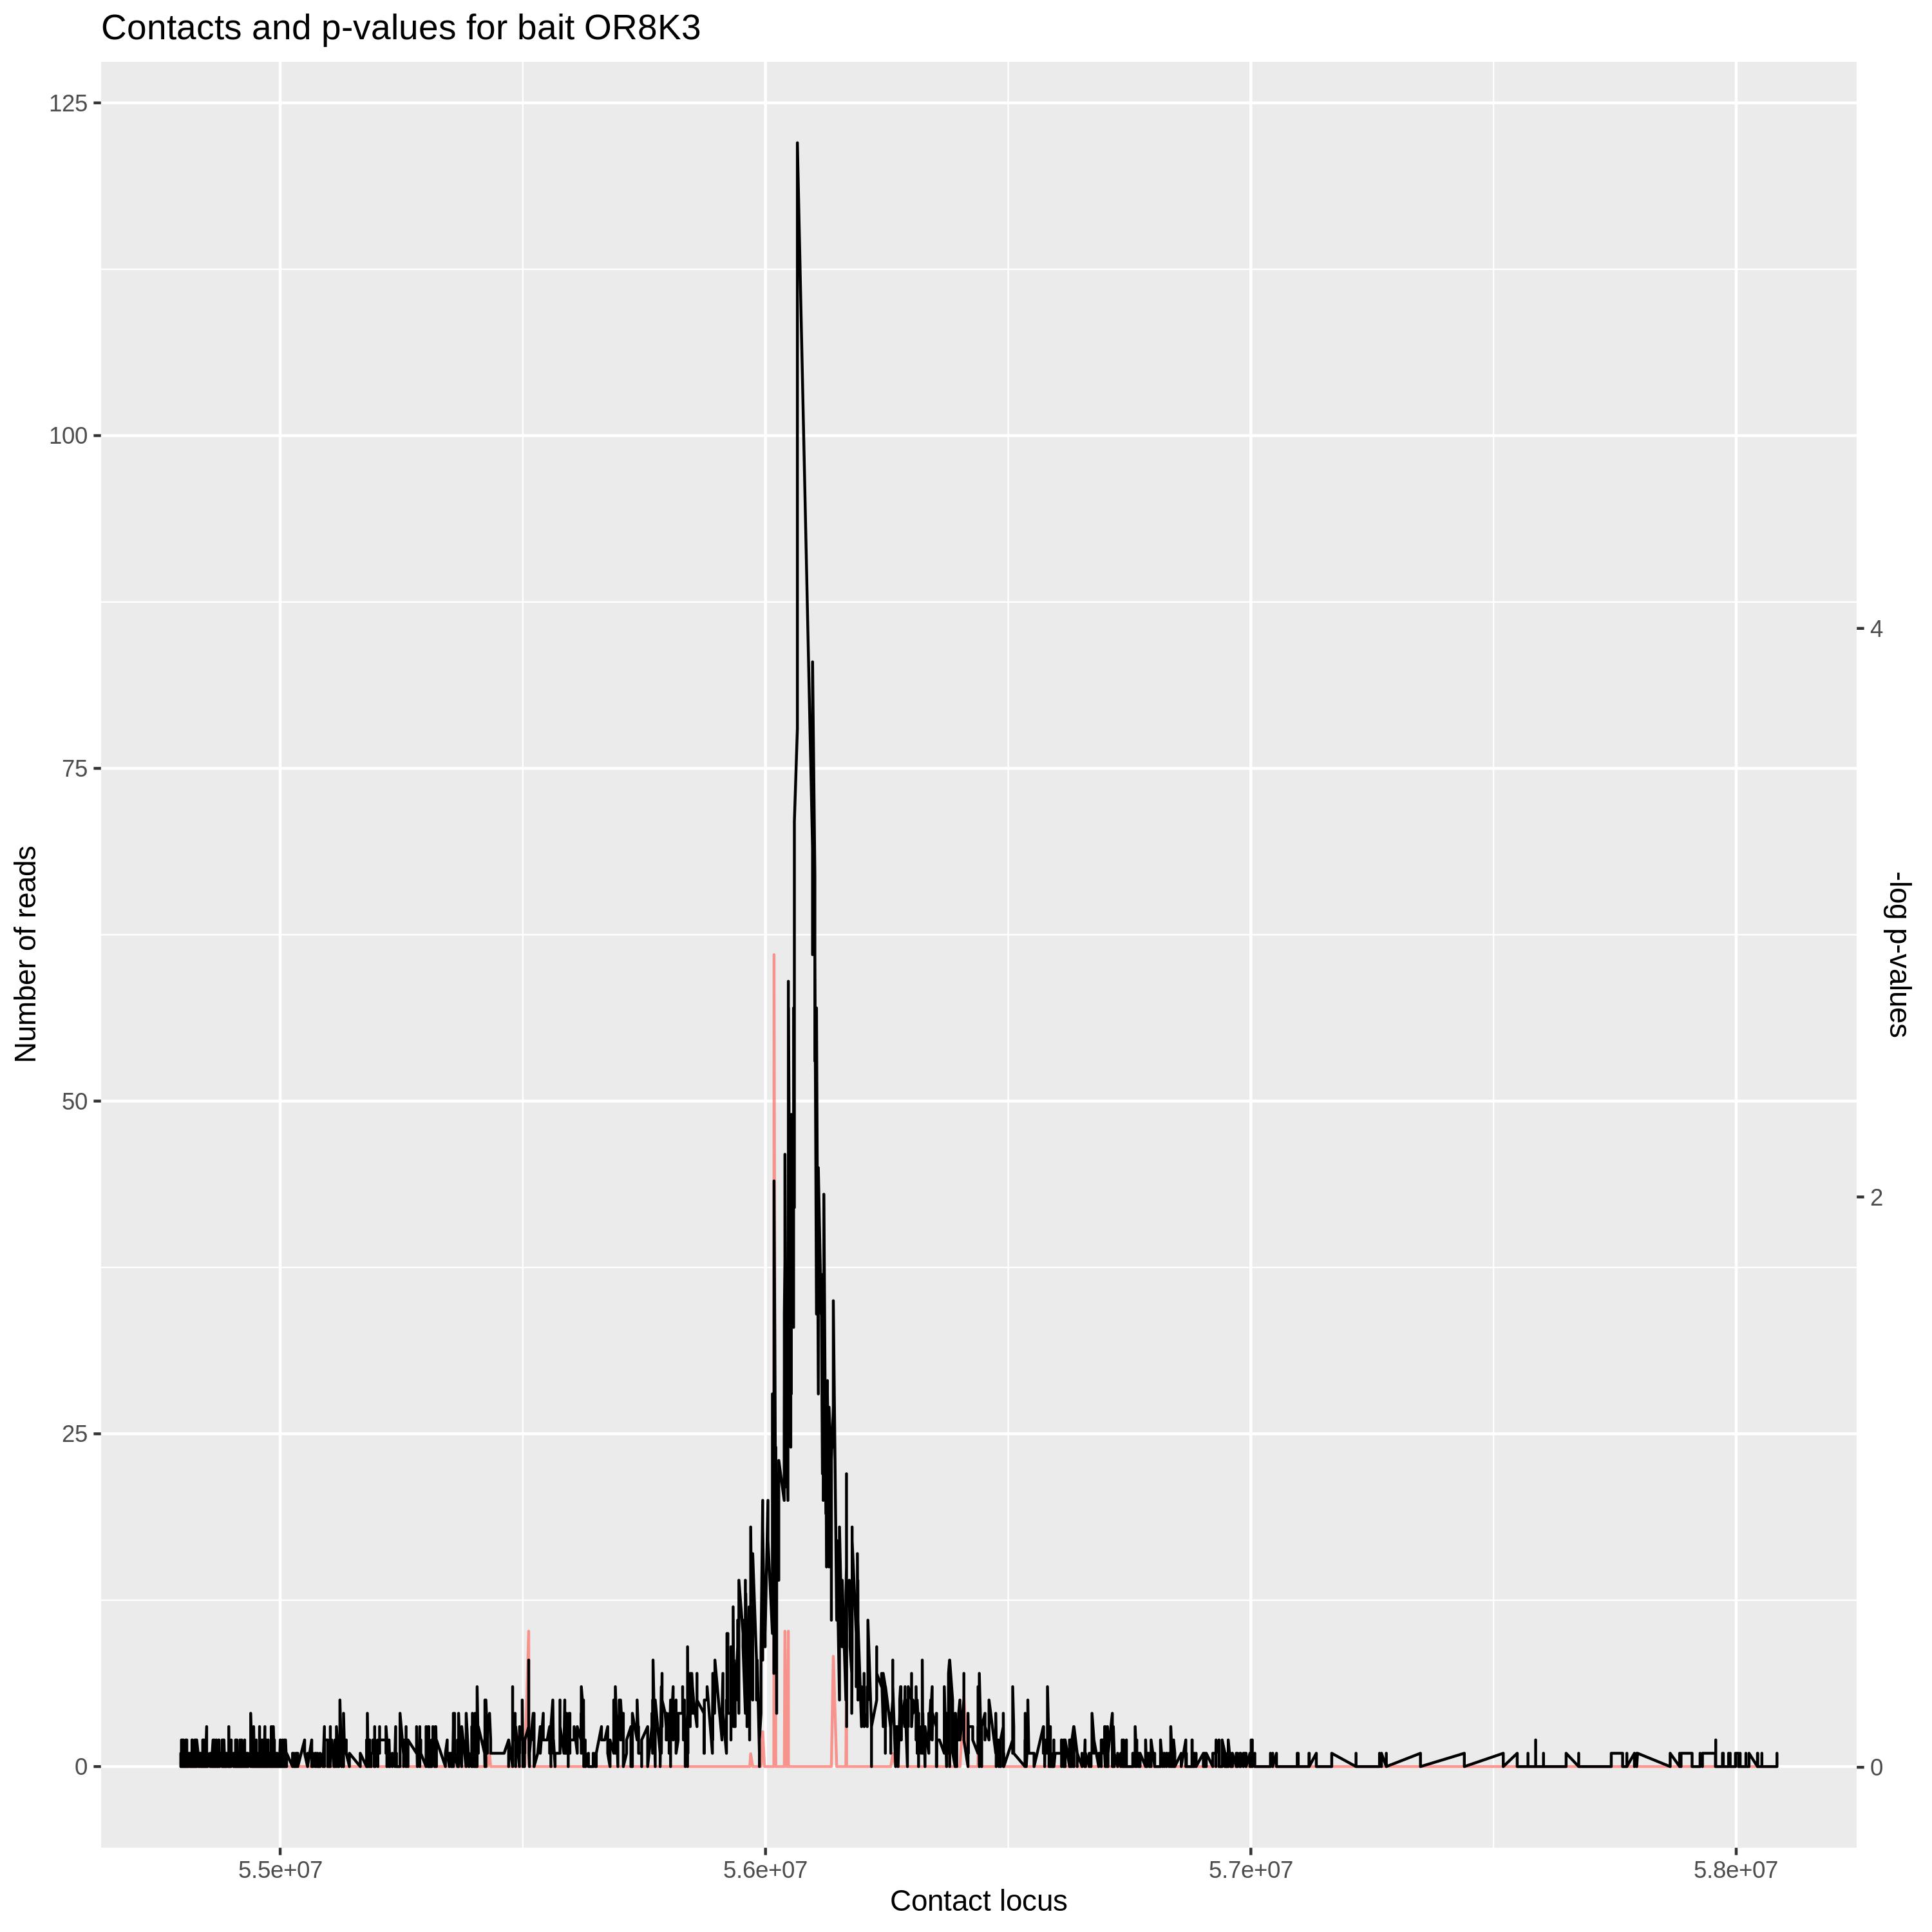 Contacts and p-values for bait OR8K3
125
100
75
50
25
0
Number of reads
4
2
0
-log p-values
5.5e+07 5.6e+07 5.7e+07 5.8e+07
Contact locus